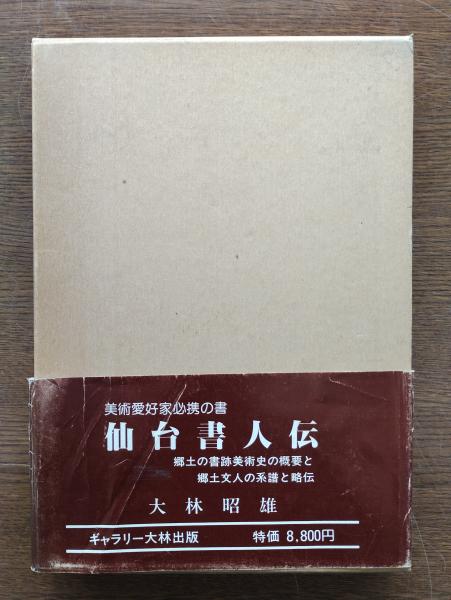 美術愛好家必携の書
仙台書人伝
郷土の書跡美術史の概要と
郷土文人の系譜と略伝
大林昭雄
ギャラリー大林出版 特価 8,800円